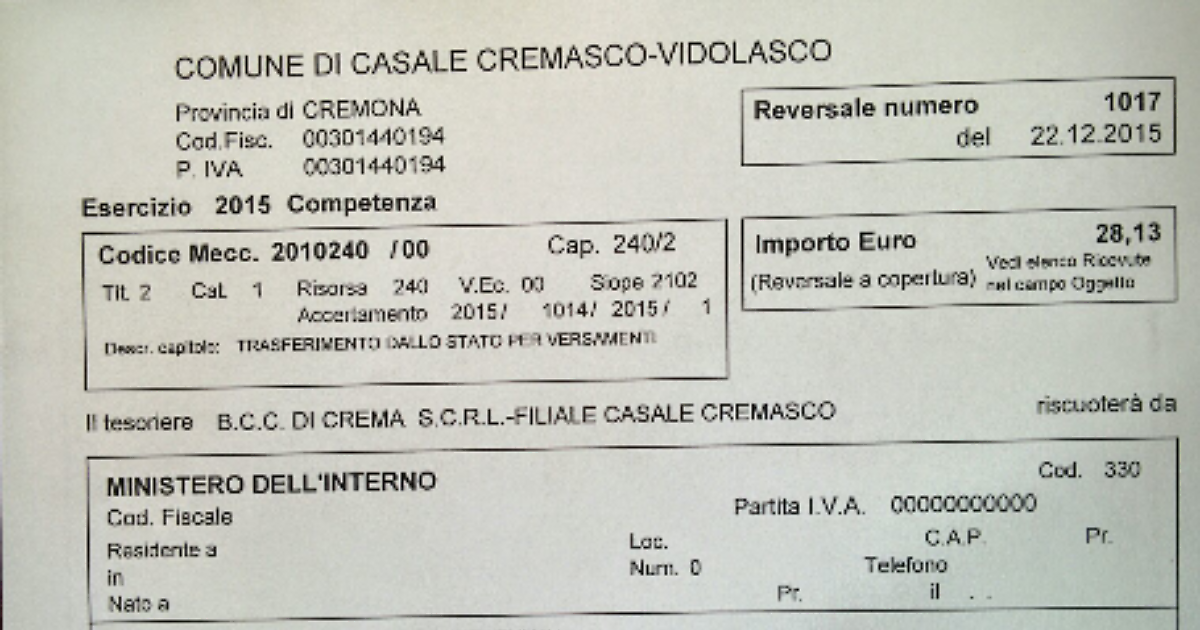 COMUNE DI CASALE CREMASCO-VIDOLASCO
Provincia di CREMONA
Cod.Fisc. 00301440194
P. IVA 00301440194
Reversale numero 1017
del 22.12.2015
Esercizio 2015 Competenza
Codice Mecc. 2010240 /00 Cap. 240/2
Tit. 2 Cat. 1 Risorsa 240 V.Ec. 00 Siope 2102
Accertamento 2015/ 1014/ 2015/ 1
Descr. capitolo: TRASFERIMENTO DALLO STATO PER VERSAMENTI
Importo Euro 28,13
(Reversale a copertura) Vedi elenco Ricevute
nel campo Oggetto
Il tesoriere B.C.C. DI CREMA S.C.R.L.-FILIALE CASALE CREMASCO riscuoterà da
MINISTERO DELL'INTERNO Cod. 330
Cod. Fiscale Partita I.V.A. 00000000000
Residente a Loc. C.A.P. Pr.
in Num. 0 Telefono
Nato a Pr. il . .